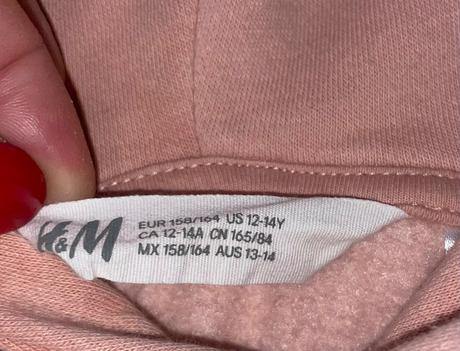 H&M
EUR 158/164 US 12-14Y
CA 12-14A CN 165/84
MX 158/164 AUS 13-14